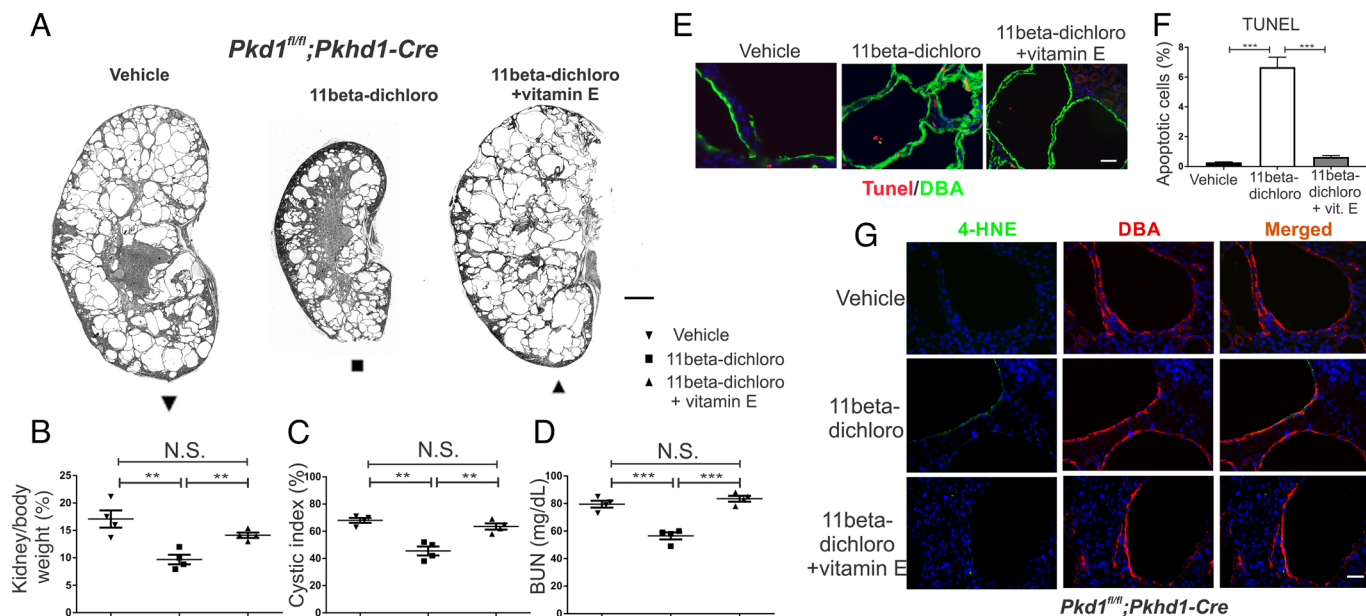 A
Pkd1fl/fl;Pkhd1-Cre
Vehicle
11beta-dichloro
11beta-dichloro
+vitamin E
Vehicle
11beta-dichloro
11beta-dichloro
+ vitamin E
B
N.S.
**
**
Kidney/body
weight (%)
25
20
15
10
5
0
C
N.S.
**
**
Cystic index (%)
100
80
60
40
20
0
D
N.S.
***
***
BUN (mg/dL)
100
80
60
40
20
0
E
Vehicle
11beta-dichloro
11beta-dichloro
+vitamin E
Tunel/DBA
F
TUNEL
***
***
Apoptotic cells (%)
8
6
4
2
0
Vehicle
11beta-
dichloro
11beta-
dichloro
+ vit. E
G
4-HNE
DBA
Merged
Vehicle
11beta-
dichloro
11beta-
dichloro
+vitamin E
Pkd1fl/fl;Pkhd1-Cre